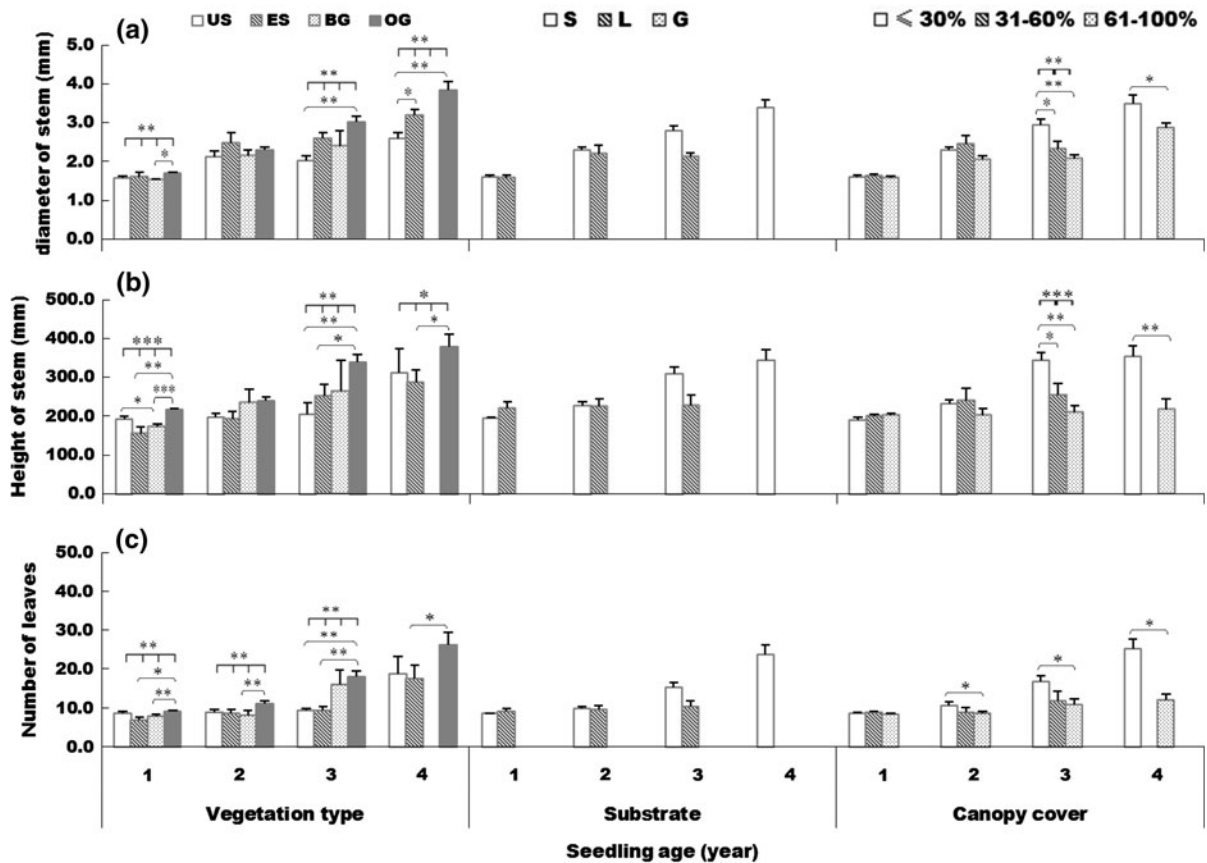 (a) US ES BG OG S L G ≤ 30% 31-60% 61-100%
diameter of stem (mm)
5.0
4.0
3.0
2.0
1.0
0.0
** ** ** ** ** * * ** ** * *
(b)
Height of stem (mm)
500.0
400.0
300.0
200.0
100.0
0.0
*** ** *** * ** ** * * * *** ** * **
(c)
Number of leaves
50.0
40.0
30.0
20.0
10.0
0.0
** * ** ** ** ** ** ** * * * *
1 2 3 4 1 2 3 4 1 2 3 4
Vegetation type Substrate Canopy cover
Seedling age (year)